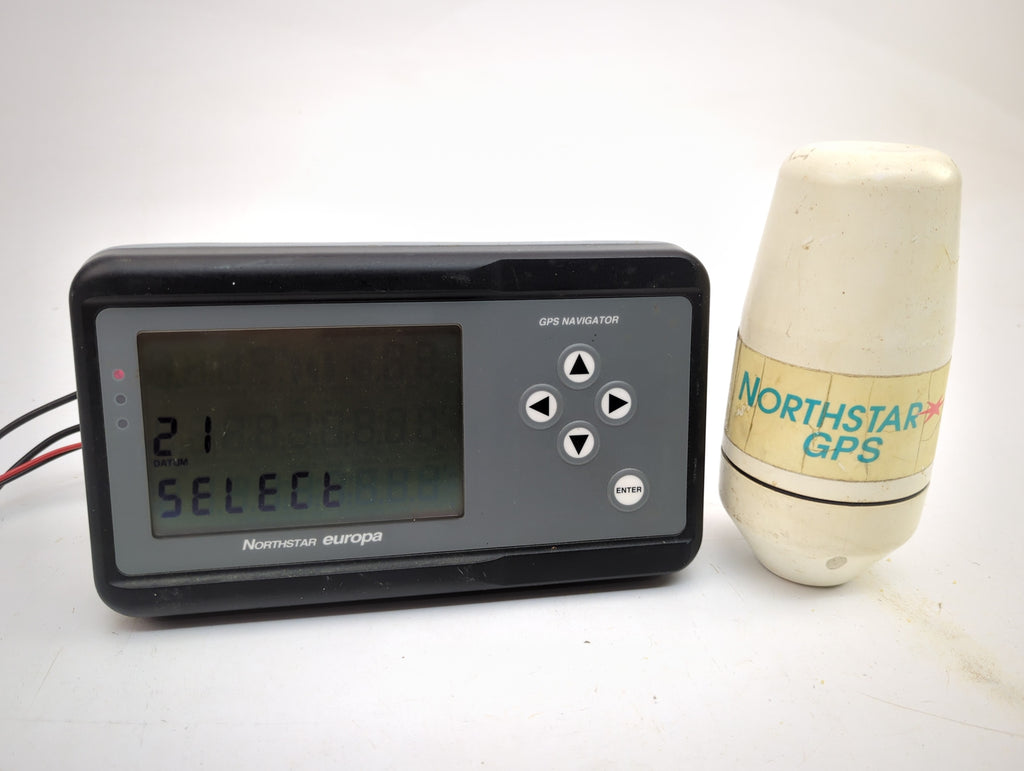 GPS NAVIGATOR
21
DATUM
SELECt
ENTER
NORTHSTAR europa
NORTHSTAR
GPS